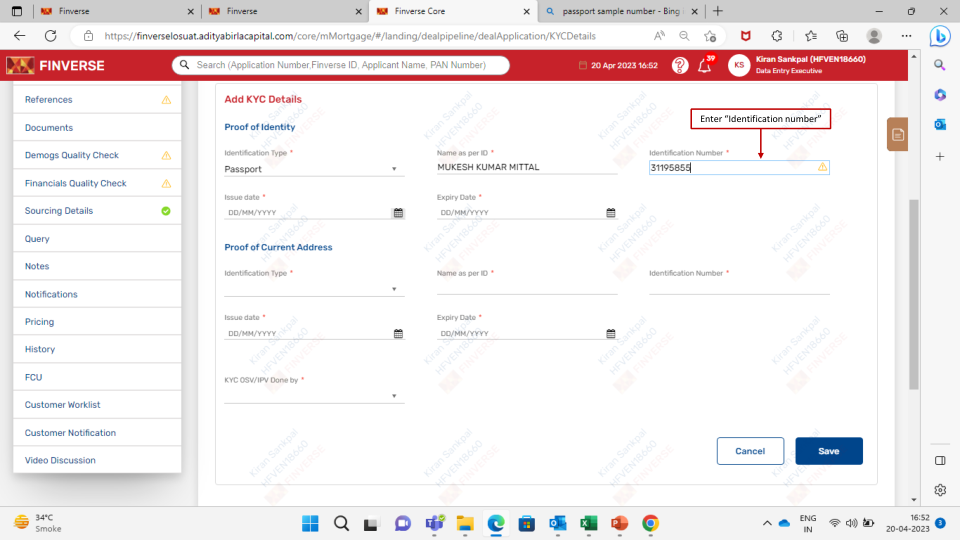 Finverse
Finverse
Finverse Core
passport sample number - Bing
https://finverselosuat.adityabirlacapital.com/core/mMortgage/#/landing/dealpipeline/dealApplication/KYCDetails
FINVERSE
Search (Application Number,Finverse ID, Applicant Name, PAN Number)
20 Apr 2023 16:52
39
KS
Kiran Sankpal (HFVEN18660)
Data Entry Executive
References
Documents
Demogs Quality Check
Financials Quality Check
Sourcing Details
Query
Notes
Notifications
Pricing
History
FCU
Customer Worklist
Customer Notification
Video Discussion
Add KYC Details
Proof of Identity
Enter “Identification number”
Identification Type *
Name as per ID *
Identification Number *
Passport
MUKESH KUMAR MITTAL
31195855
Issue date *
Expiry Date *
DD/MM/YYYY
DD/MM/YYYY
Proof of Current Address
Identification Type *
Name as per ID *
Identification Number *
Issue date *
Expiry Date *
DD/MM/YYYY
DD/MM/YYYY
KYC OSV/IPV Done by *
Cancel
Save
Kiran Sankpal
HFVEN18660
FINVERSE
34°C
Smoke
ENG
IN
16:52
20-04-2023
3